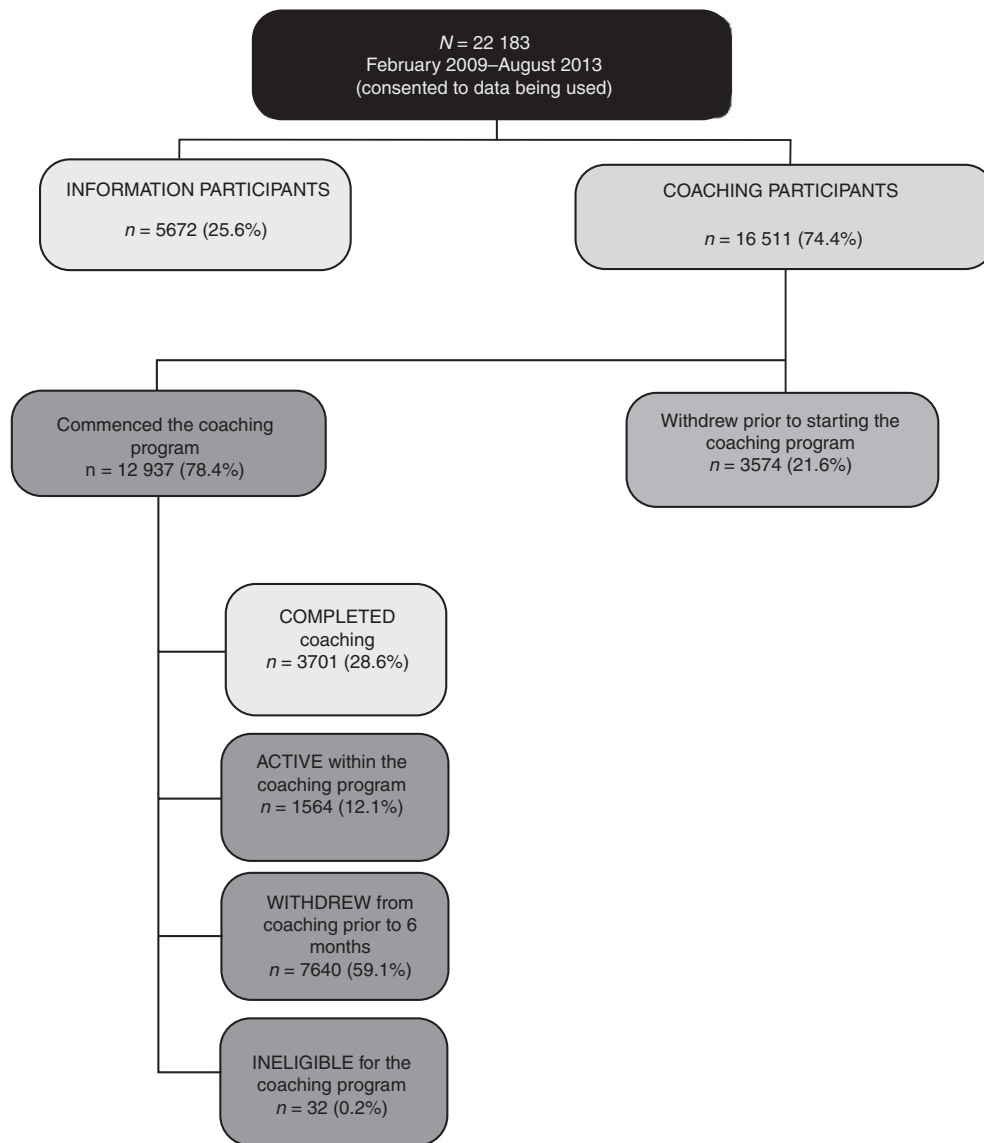 N = 22 183
February 2009–August 2013
(consented to data being used)
INFORMATION PARTICIPANTS
n = 5672 (25.6%)
COACHING PARTICIPANTS
n = 16 511 (74.4%)
Commenced the coaching
program
n = 12 937 (78.4%)
Withdrew prior to starting the
coaching program
n = 3574 (21.6%)
COMPLETED
coaching
n = 3701 (28.6%)
ACTIVE within the
coaching program
n = 1564 (12.1%)
WITHDREW from
coaching prior to 6
months
n = 7640 (59.1%)
INELIGIBLE for the
coaching program
n = 32 (0.2%)